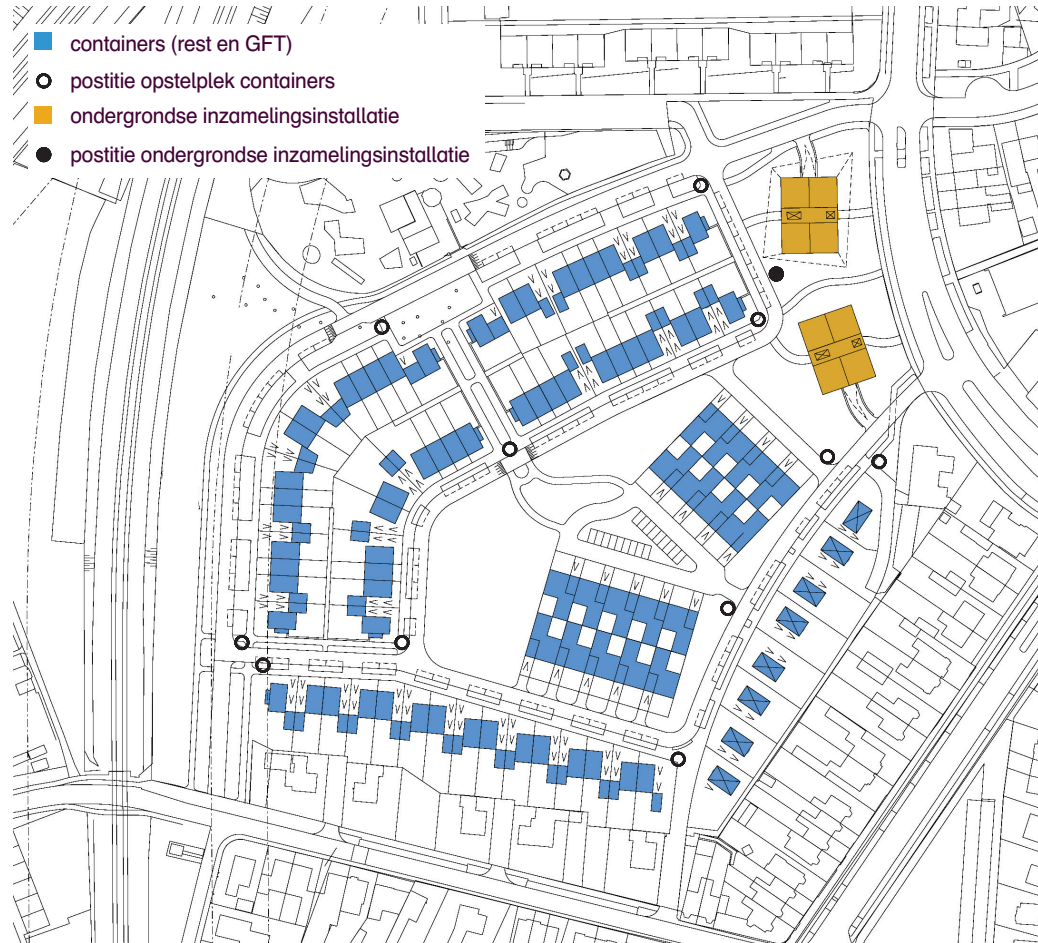 containers (rest en GFT)
postitie opstelplek containers
ondergrondse inzamelingsinstallatie
postitie ondergrondse inzamelingsinstallatie